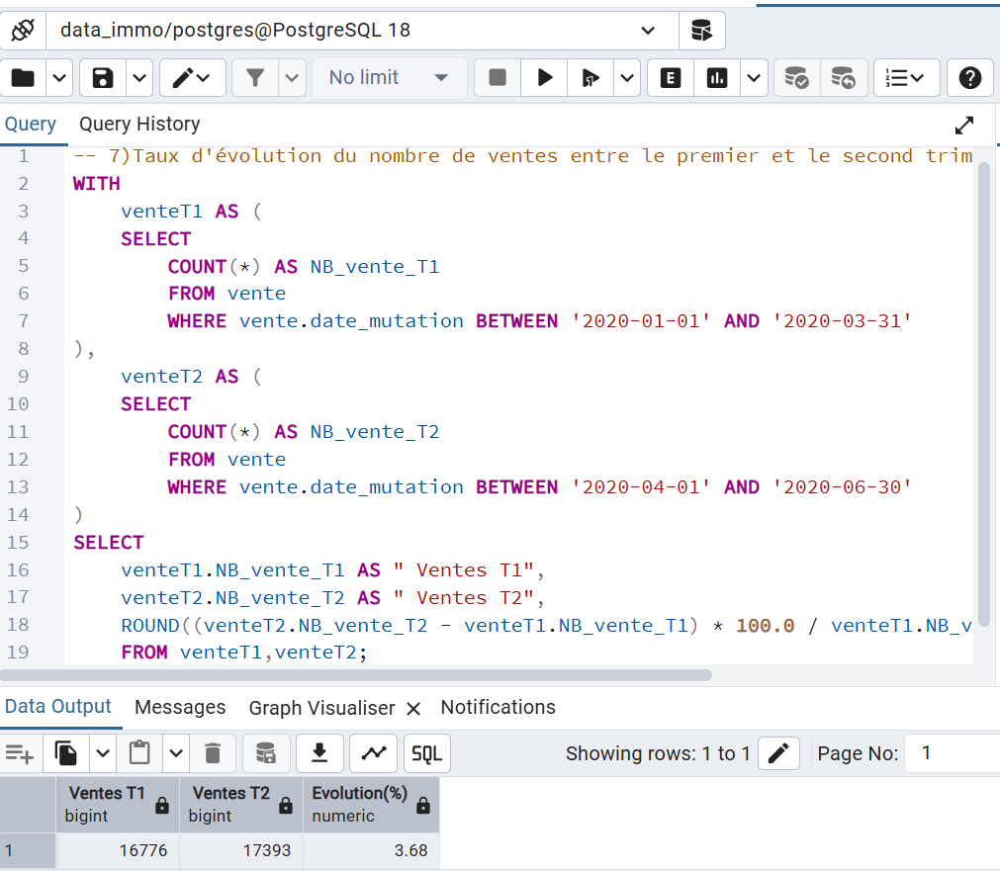 data_immo/postgres@PostgreSQL 18
No limit
Query Query History
1 -- 7)Taux d'évolution du nombre de ventes entre le premier et le second trim
2 WITH
3 venteT1 AS (
4 SELECT
5 COUNT(*) AS NB_vente_T1
6 FROM vente
7 WHERE vente.date_mutation BETWEEN '2020-01-01' AND '2020-03-31'
8 ),
9 venteT2 AS (
10 SELECT
11 COUNT(*) AS NB_vente_T2
12 FROM vente
13 WHERE vente.date_mutation BETWEEN '2020-04-01' AND '2020-06-30'
14 )
15 SELECT
16 venteT1.NB_vente_T1 AS " Ventes T1",
17 venteT2.NB_vente_T2 AS " Ventes T2",
18 ROUND((venteT2.NB_vente_T2 - venteT1.NB_vente_T1) * 100.0 / venteT1.NB_v
19 FROM venteT1,venteT2;
Data Output Messages Graph Visualiser Notifications
SQL Showing rows: 1 to 1 Page No: 1
Ventes T1 Ventes T2 Evolution(%)
bigint bigint numeric
1 16776 17393 3.68